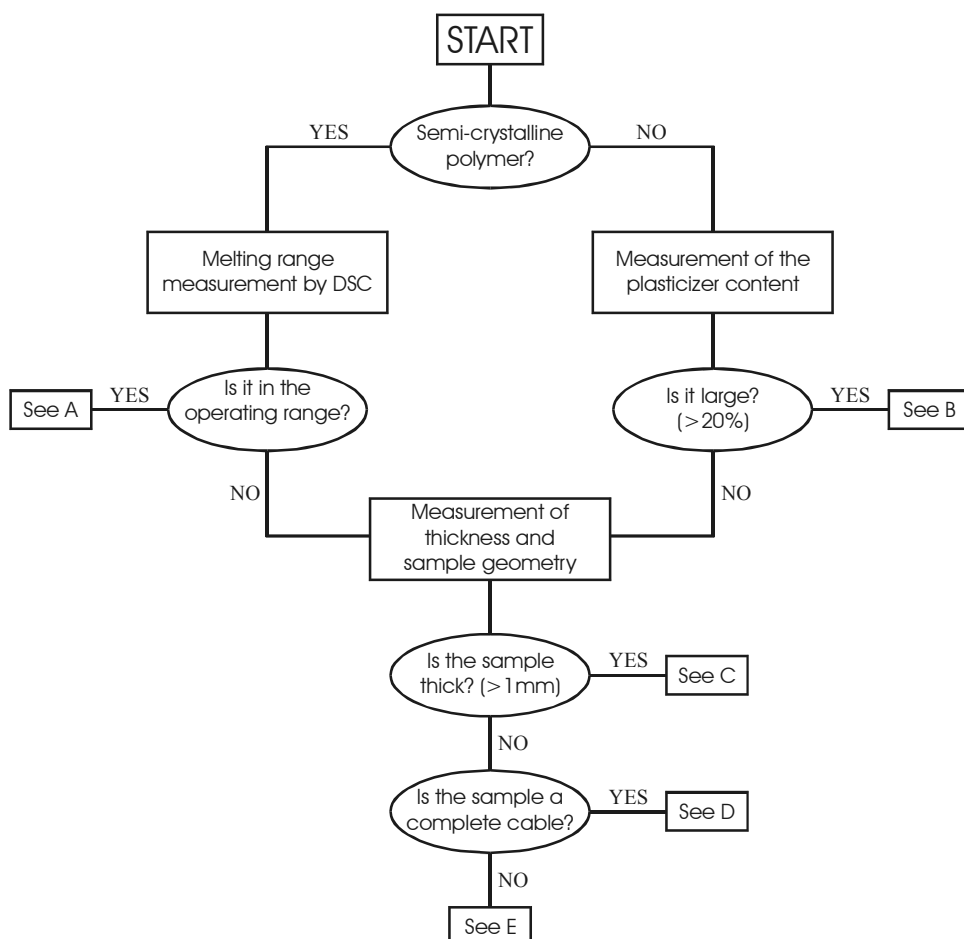 START
Semi-crystalline
polymer?
YES
NO
Melting range
measurement by DSC
Measurement of the
plasticizer content
Is it in the
operating range?
YES
See A
Is it large?
(>20%)
YES
See B
NO
NO
Measurement of
thickness and
sample geometry
Is the sample
thick? (>1mm)
YES
See C
NO
Is the sample a
complete cable?
YES
See D
NO
See E